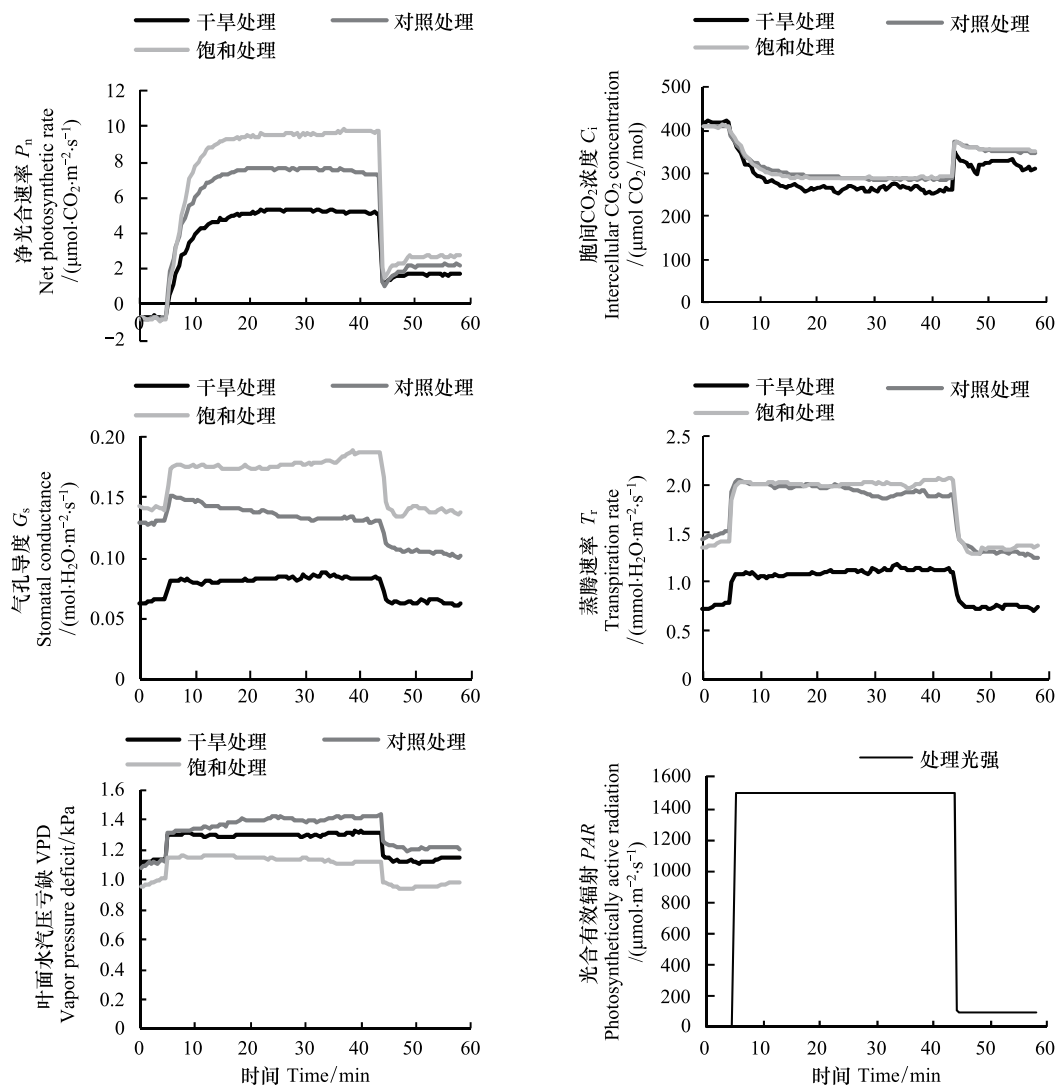 干旱处理 对照处理
饱和处理
净光合速率 Pn
Net photosynthetic rate
/(μmol·CO₂·m⁻²·s⁻¹)
12
10
8
6
4
2
0
−2
0 10 20 30 40 50 60
干旱处理 对照处理
饱和处理
胞间CO₂浓度 Ci
Intercellular CO₂ concentration
/(μmol CO₂/mol)
500
400
300
200
100
0
0 10 20 30 40 50 60
干旱处理 对照处理
饱和处理
气孔导度 Gs
Stomatal conductance
/(mol·H₂O·m⁻²·s⁻¹)
0.20
0.15
0.10
0.05
0
0 10 20 30 40 50 60
干旱处理 对照处理
饱和处理
蒸腾速率 Tr
Transpiration rate
/(mmol·H₂O·m⁻²·s⁻¹)
2.5
2.0
1.5
1.0
0.5
0
0 10 20 30 40 50 60
干旱处理 对照处理
饱和处理
叶面水汽压亏缺 VPD
Vapor pressure deficit/kPa
1.6
1.4
1.2
1.0
0.8
0.6
0.4
0.2
0
0 10 20 30 40 50 60
时间 Time/min
处理光强
光合有效辐射 PAR
Photosynthetically active radiation
/(μmol·m⁻²·s⁻¹)
1600
1400
1200
1000
800
600
400
200
0
0 10 20 30 40 50 60
时间 Time/min